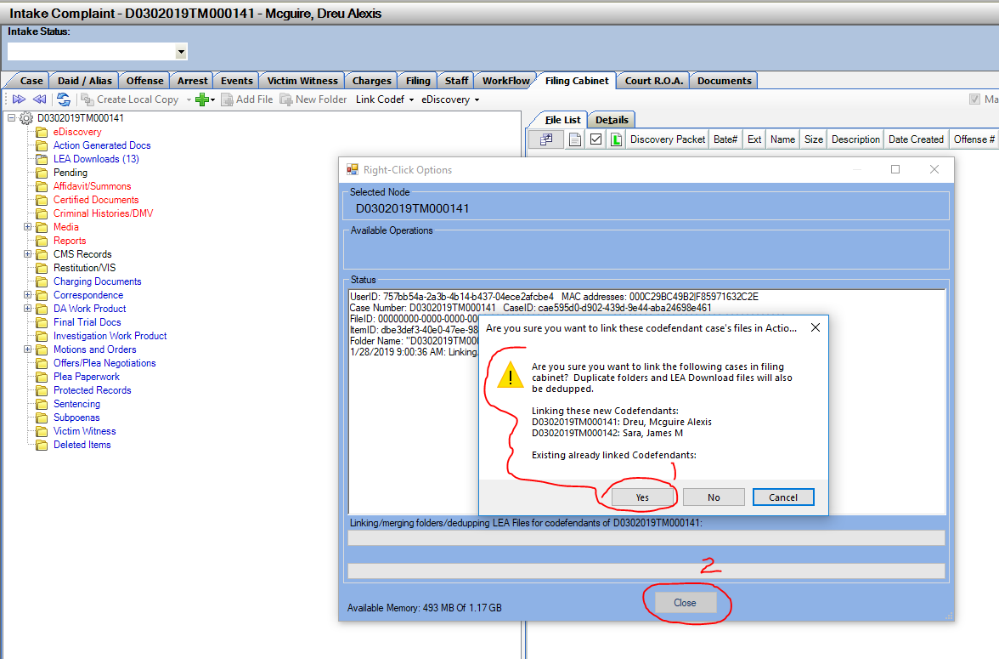 Intake Complaint - D0302019TM000141 - Mcguire, Dreu Alexis
Intake Status:
Case Daid / Alias Offense Arrest Events Victim Witness Charges Filing Staff WorkFlow Filing Cabinet Court R.O.A. Documents
Create Local Copy Add File New Folder Link Codef eDiscovery Ma
D0302019TM000141
eDiscovery
Action Generated Docs
LEA Downloads (13)
Pending
Affidavit/Summons
Certified Documents
Criminal Histories/DMV
Media
Reports
CMS Records
Restitution/VIS
Charging Documents
Correspondence
DA Work Product
Final Trial Docs
Investigation Work Product
Motions and Orders
Offers/Plea Negotiations
Plea Paperwork
Protected Records
Sentencing
Subpoenas
Victim Witness
Deleted Items
File List Details
L Discovery Packet Bate# Ext Name Size Description Date Created Offense #
Right-Click Options
Selected Node
D0302019TM000141
Available Operations
Status
UserID: 757bb54a-2a3b-4b14-b437-04ece2afcbe4 MAC addresses: 000C29BC49B2|F85971632C2E
Case Number: D0302019TM000141 CaseID: cae595d0-d902-439d-9e44-aba24698e461
FileID: 00000000-0000-0000-000
ItemID: dbe3def3-40e0-47ee-98
Folder Name: "D0302019TM000
1/28/2019 9:00:36 AM: Linking.
Are you sure you want to link these codefendant case's files in Actio...
Are you sure you want to link the following cases in filing
cabinet? Duplicate folders and LEA Download files will also
be dedupped.
Linking these new Codefendants:
D0302019TM000141: Dreu, Mcguire Alexis
D0302019TM000142: Sara, James M
Existing already linked Codefendants:
1
Yes No Cancel
Linking/merging folders/dedupping LEA Files for codefendants of D0302019TM000141:
2
Close
Available Memory: 493 MB Of 1.17 GB